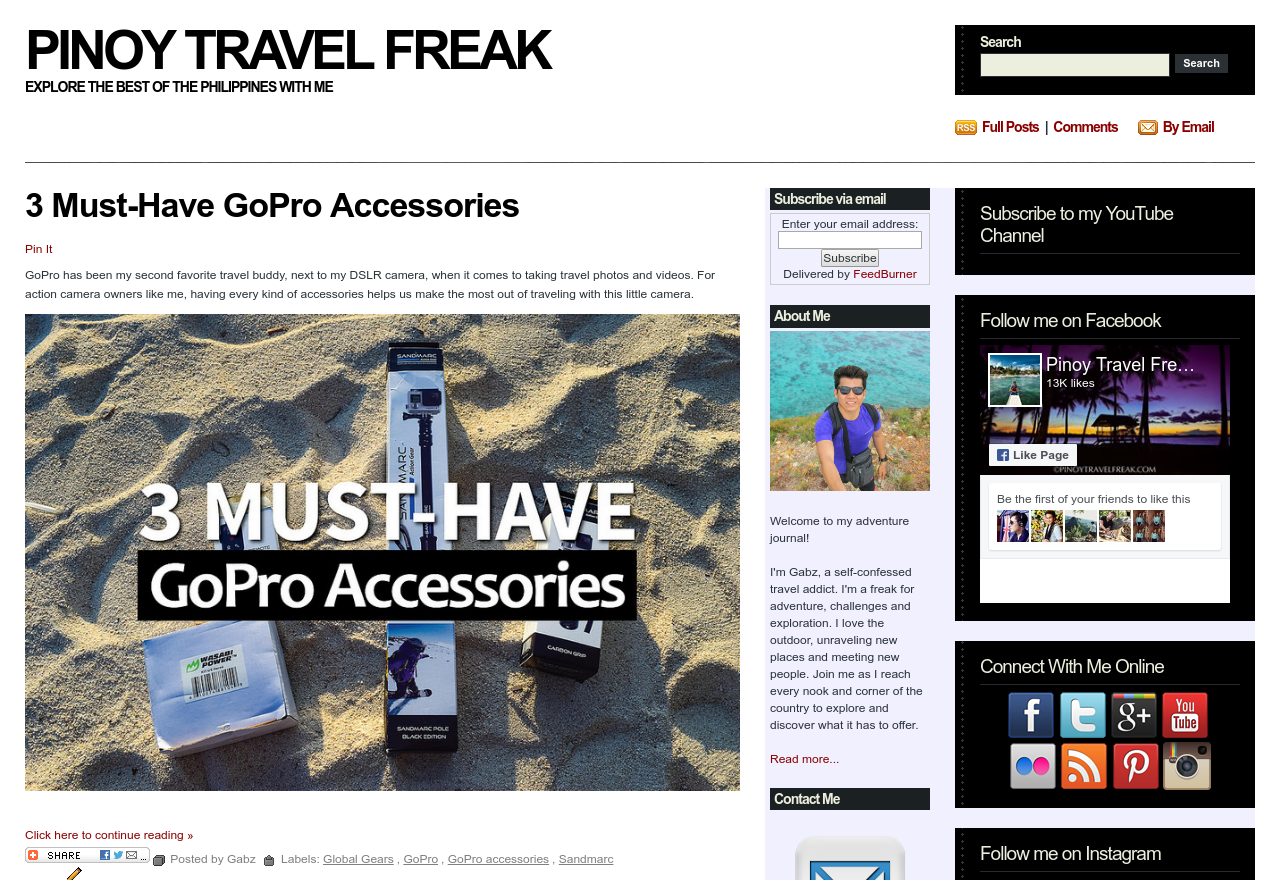 PINOY TRAVEL FREAK
EXPLORE THE BEST OF THE PHILIPPINES WITH ME
Search
Search
RSS Full Posts | Comments By Email
3 Must-Have GoPro Accessories
Pin It
GoPro has been my second favorite travel buddy, next to my DSLR camera, when it comes to taking travel photos and videos. For
action camera owners like me, having every kind of accessories helps us make the most out of traveling with this little camera.
SANDMARC
SANDMARC
Action Gear
3 MUST-HAVE
GoPro Accessories
WASABI
POWER
CARBON GRIP
SANDMARC POLE
BLACK EDITION
Click here to continue reading »
SHARE ...
Posted by Gabz Labels: Global Gears , GoPro , GoPro accessories , Sandmarc
Subscribe via email
Enter your email address:
Subscribe
Delivered by FeedBurner
About Me
Welcome to my adventure
journal!
I'm Gabz, a self-confessed
travel addict. I'm a freak for
adventure, challenges and
exploration. I love the
outdoor, unraveling new
places and meeting new
people. Join me as I reach
every nook and corner of the
country to explore and
discover what it has to offer.
Read more...
Contact Me
Subscribe to my YouTube
Channel
Follow me on Facebook
Pinoy Travel Fre...
13K likes
Like Page
©PINOYTRAVELFREAK.COM
Be the first of your friends to like this
Connect With Me Online
f t g+ You
Tube
Follow me on Instagram